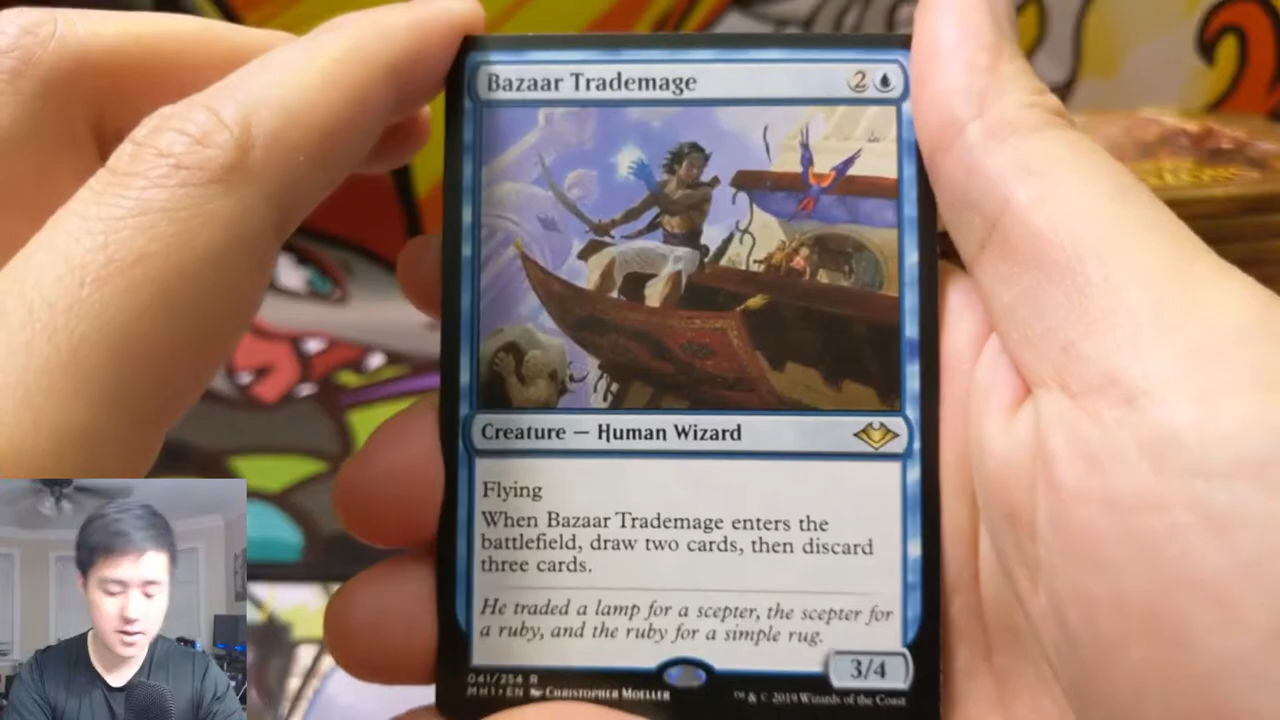 Bazaar Trademage 2
Creature — Human Wizard
Flying
When Bazaar Trademage enters the
battlefield, draw two cards, then discard
three cards.
He traded a lamp for a scepter, the scepter for
a ruby, and the ruby for a simple rug.
3/4
041/254 R
MH1 • EN Christopher Moeller
™ & © 2019 Wizards of the Coast